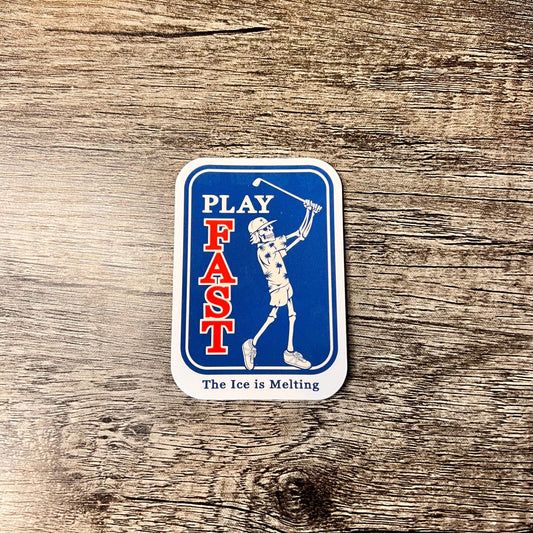 PLAY
FAST
The Ice is Melting